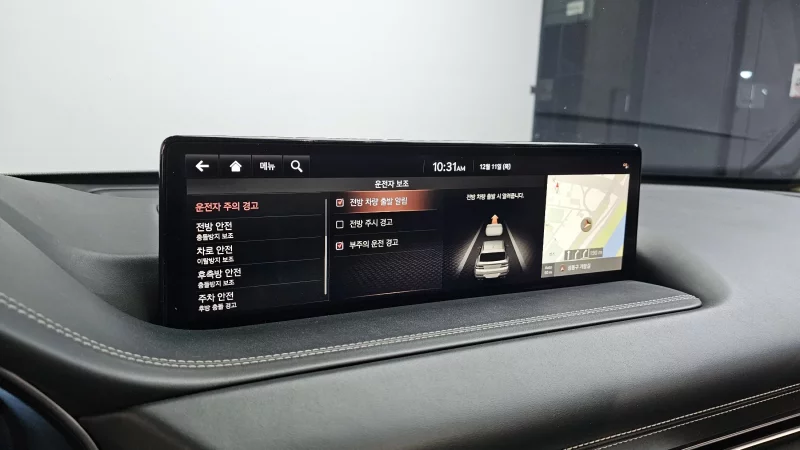 메뉴
10:31AM
12월 11일 (목)
운전자 보조
운전자 주의 경고
전방 안전
충돌방지 보조
차로 안전
이탈방지 보조
후측방 안전
충돌방지 보조
주차 안전
후방 충돌 경고
전방 차량 출발 알림
전방 주시 경고
부주의 운전 경고
전방 차량 출발 시 알려줍니다.